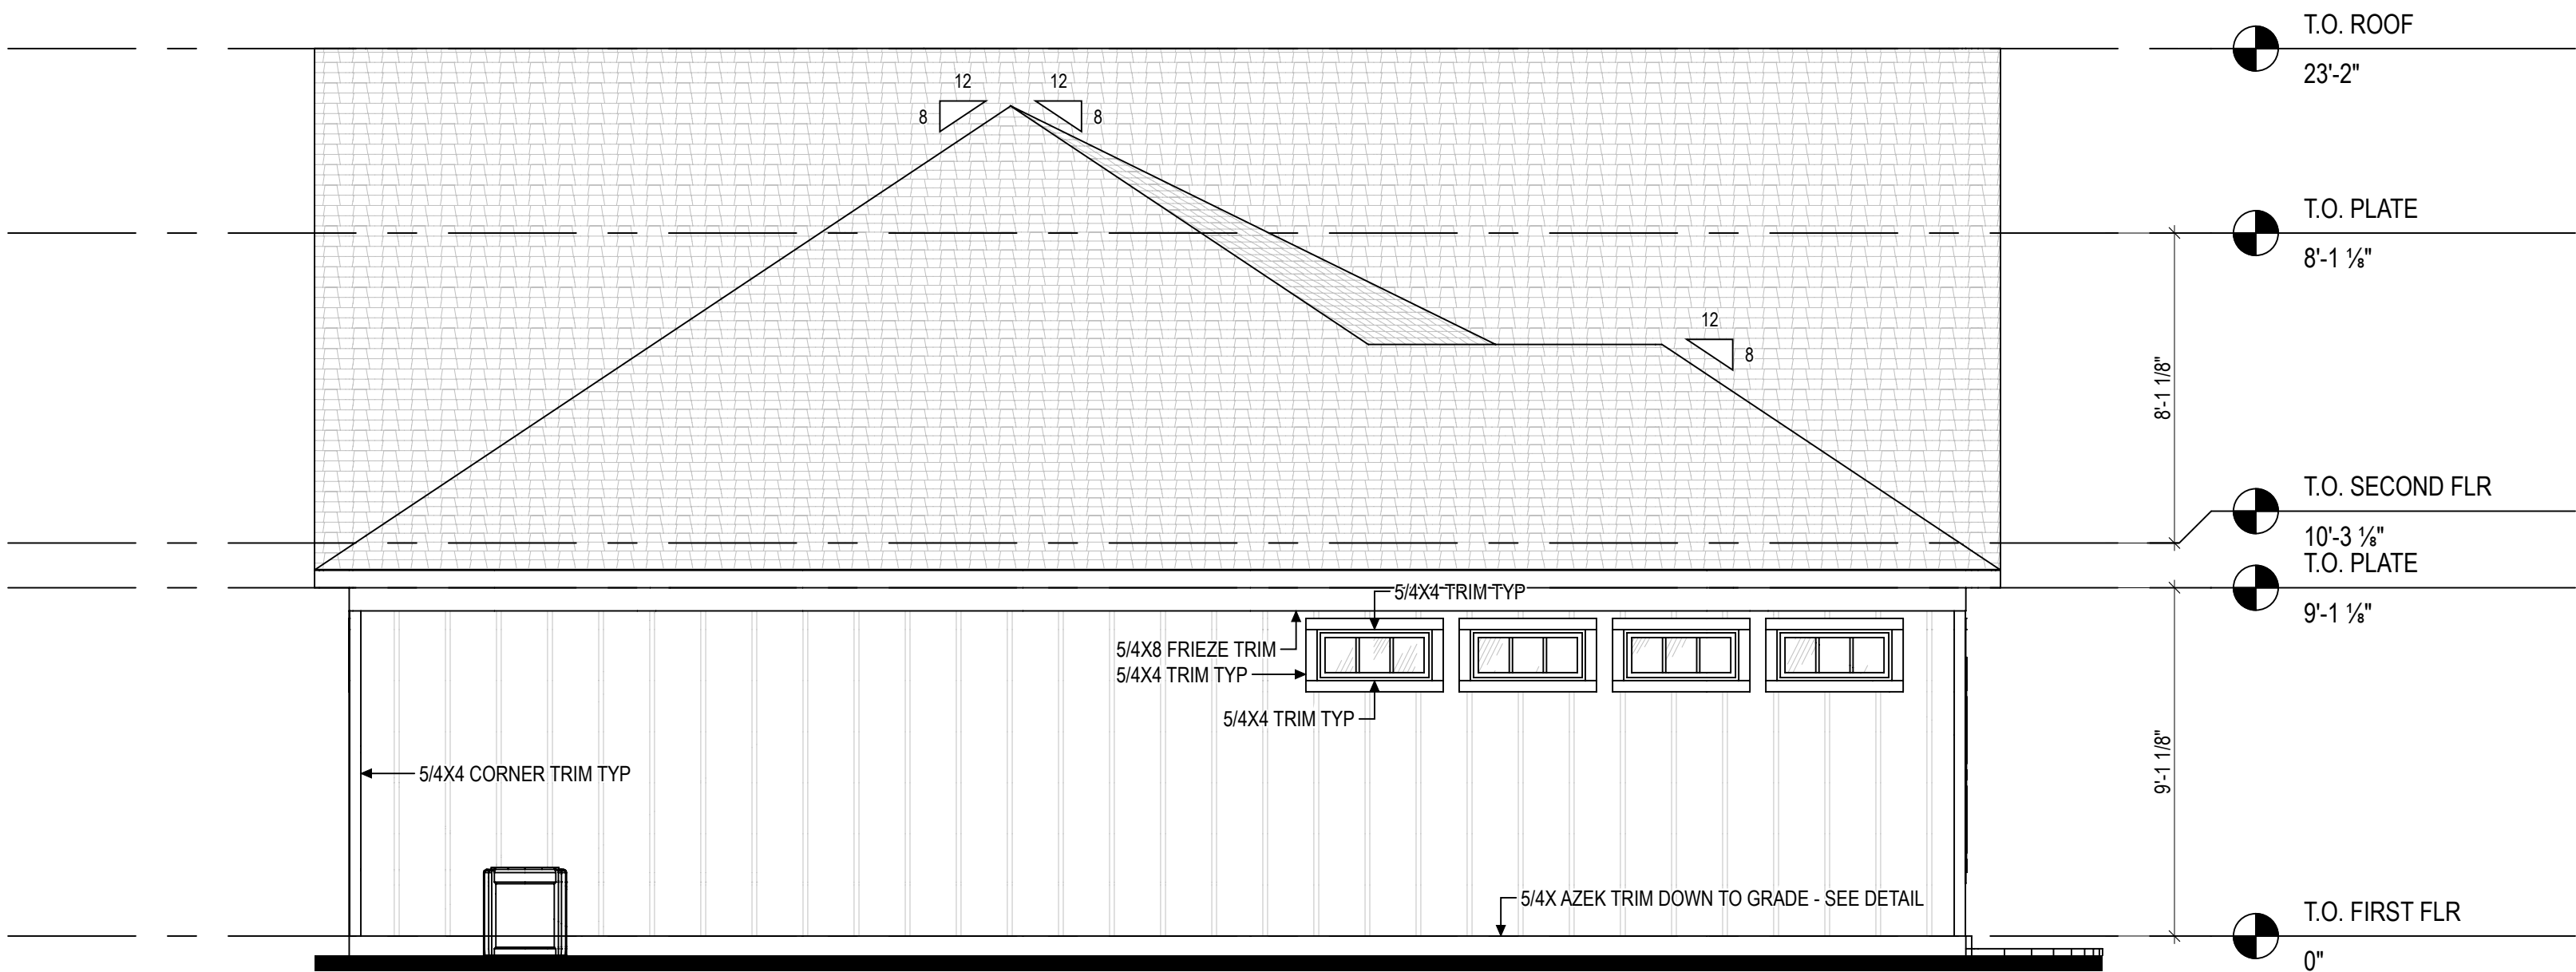 T.O. ROOF
23'-2"
12
12
8
8
T.O. PLATE
8'-1 ⅛"
12
8
8'-1 1/8"
T.O. SECOND FLR
10'-3 ⅛"
T.O. PLATE
9'-1 ⅛"
5/4X4 TRIM TYP
5/4X8 FRIEZE TRIM
5/4X4 TRIM TYP
5/4X4 TRIM TYP
5/4X4 CORNER TRIM TYP
9'-1 1/8"
5/4X AZEK TRIM DOWN TO GRADE - SEE DETAIL
T.O. FIRST FLR
0"